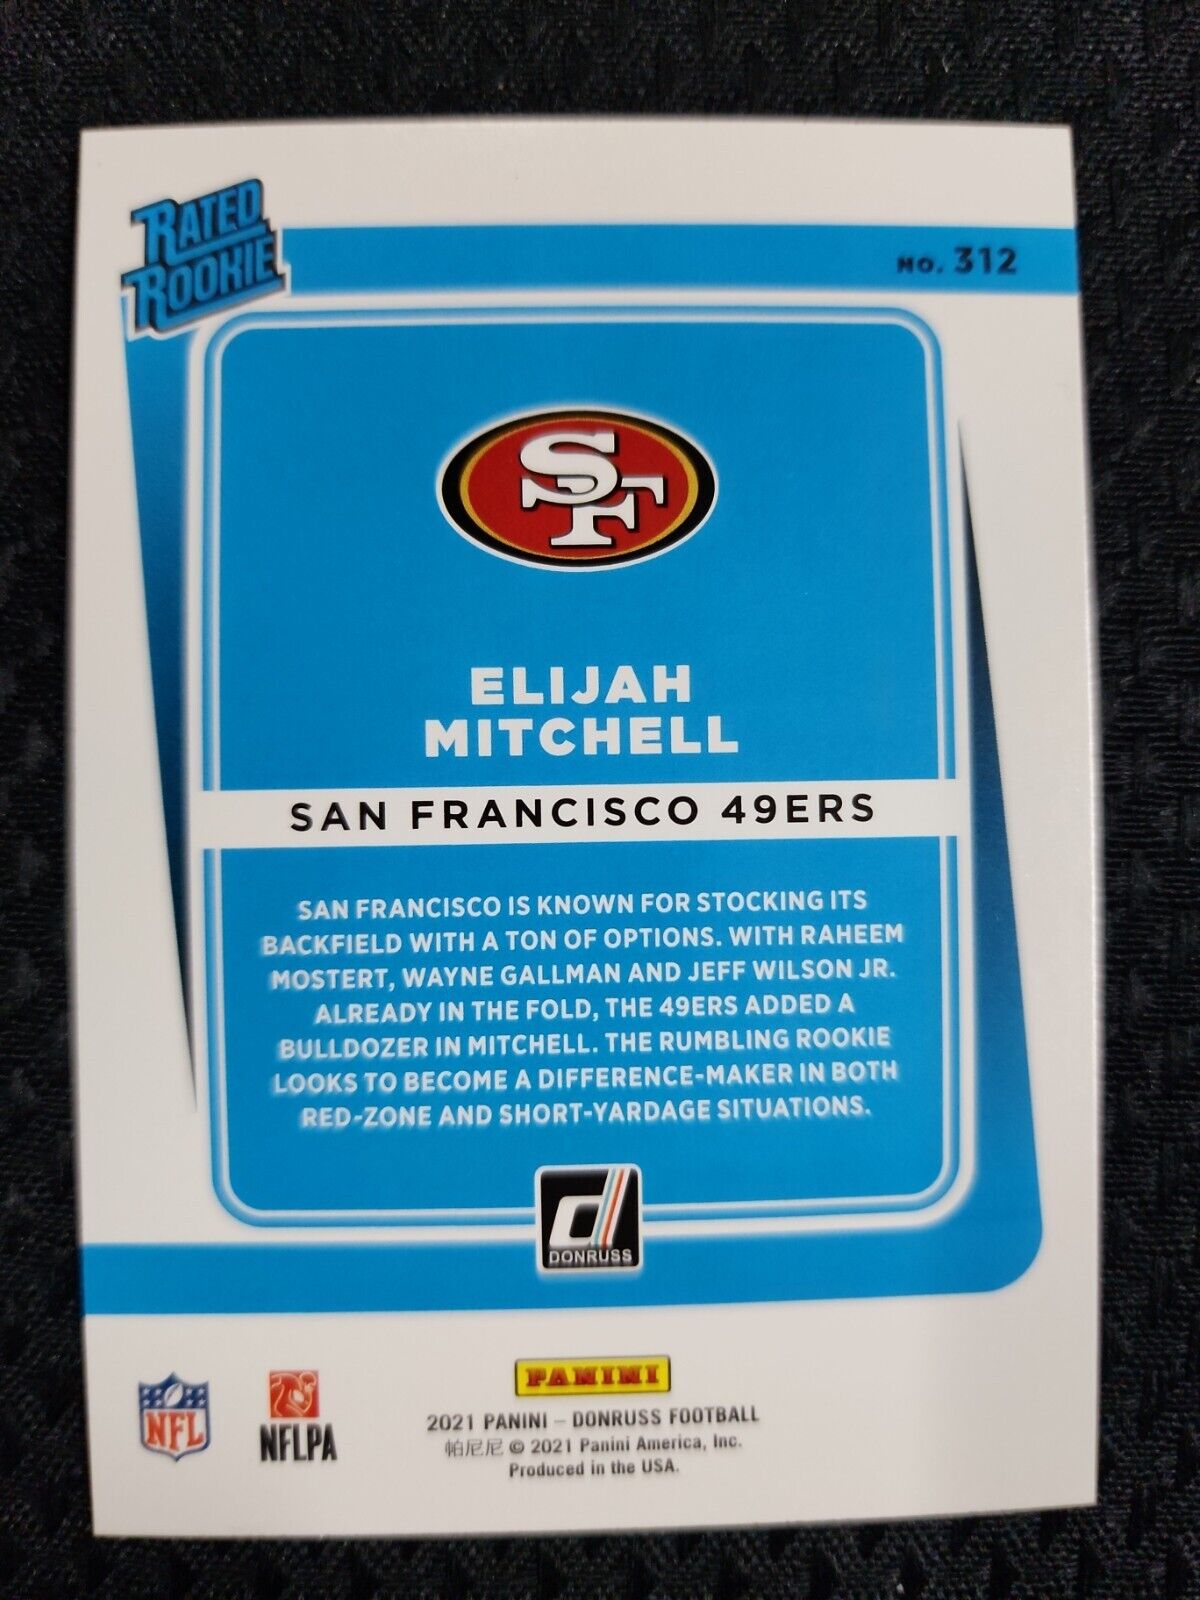 RATED
ROOKIE
NO. 312
SF
ELIJAH
MITCHELL
SAN FRANCISCO 49ERS
SAN FRANCISCO IS KNOWN FOR STOCKING ITS
BACKFIELD WITH A TON OF OPTIONS. WITH RAHEEM
MOSTERT, WAYNE GALLMAN AND JEFF WILSON JR.
ALREADY IN THE FOLD, THE 49ERS ADDED A
BULLDOZER IN MITCHELL. THE RUMBLING ROOKIE
LOOKS TO BECOME A DIFFERENCE-MAKER IN BOTH
RED-ZONE AND SHORT-YARDAGE SITUATIONS.
d
DONRUSS
NFL
NFLPA
PANINI
2021 PANINI – DONRUSS FOOTBALL
帕尼尼 © 2021 Panini America, Inc.
Produced in the USA.